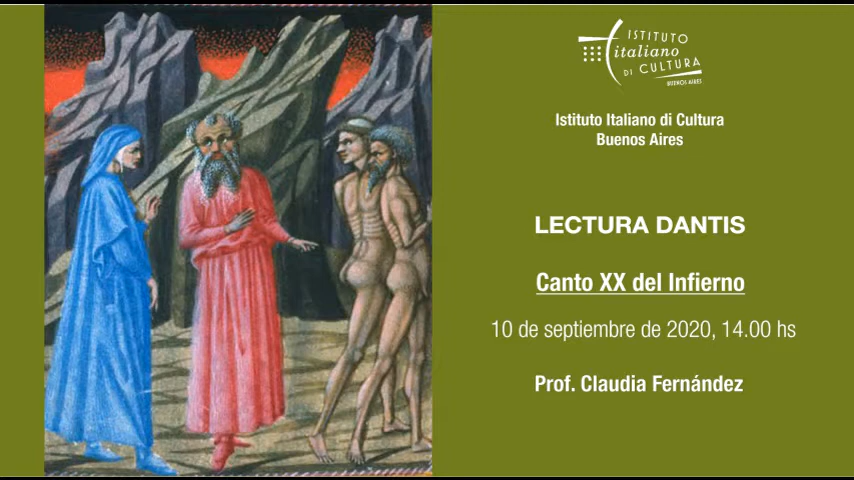 ISTITUTO
italiano
DI CULTURA
BUENOS AIRES
Istituto Italiano di Cultura
Buenos Aires
LECTURA DANTIS
Canto XX del Infierno
10 de septiembre de 2020, 14.00 hs
Prof. Claudia Fernández